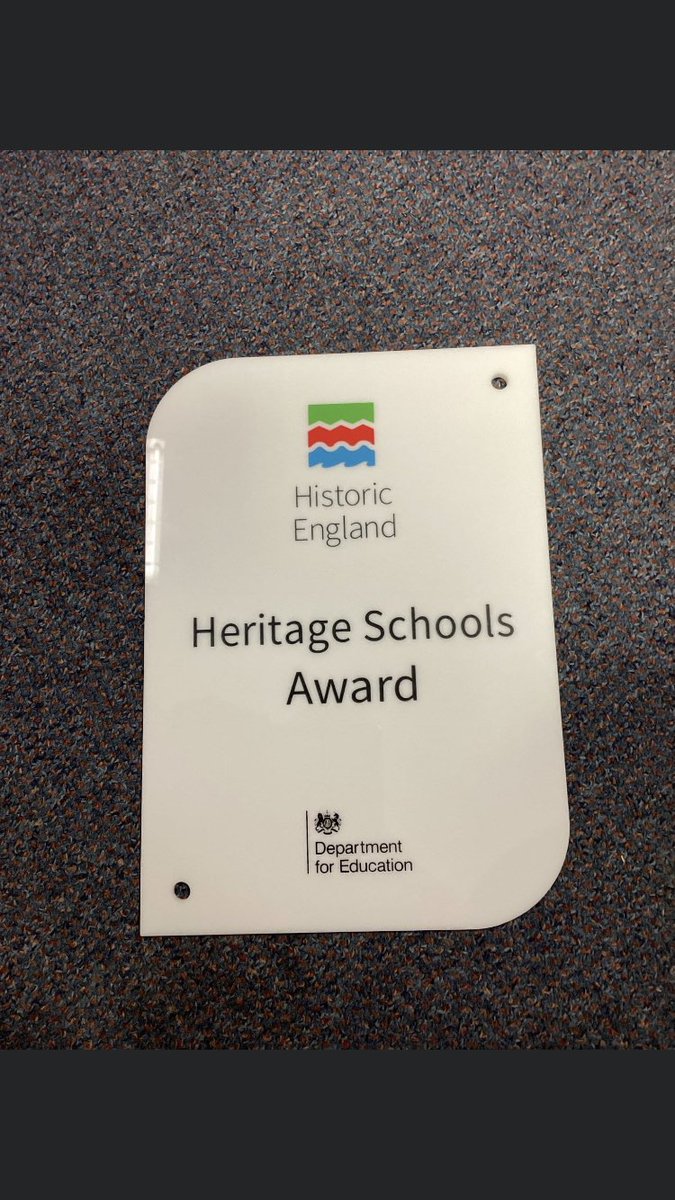 Historic
England
Heritage Schools
Award
Department
for Education